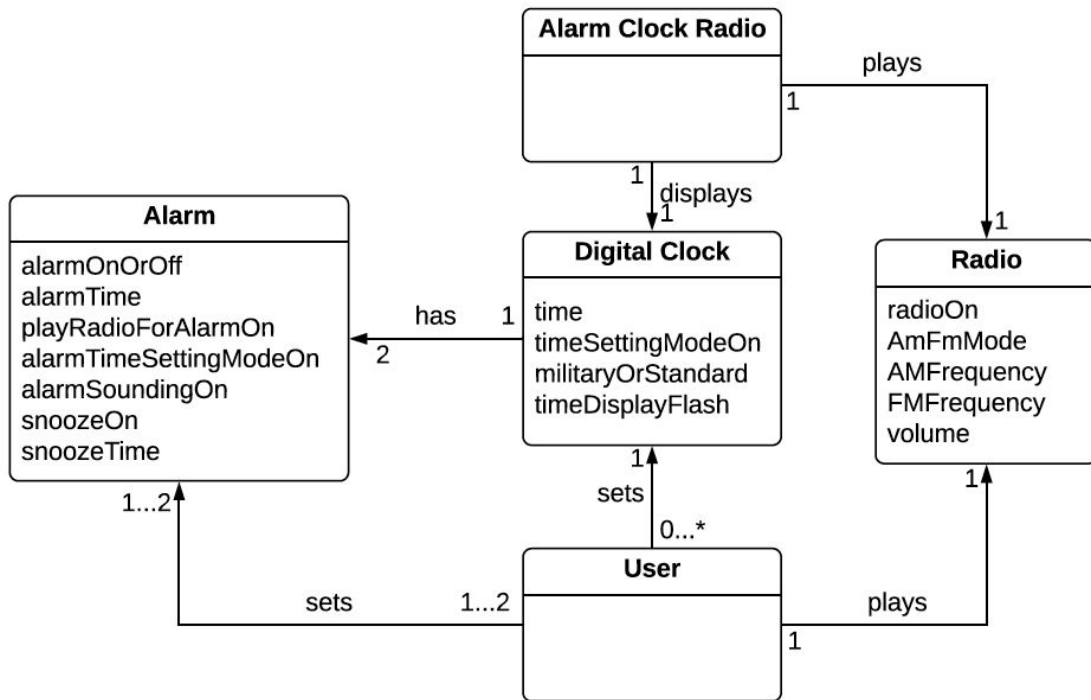 Alarm Clock Radio
plays
1
1
displays
1
1
Alarm
alarmOnOrOff
alarmTime
playRadioForAlarmOn
alarmTimeSettingModeOn
alarmSoundingOn
snoozeOn
snoozeTime
has
1
2
Digital Clock
time
timeSettingModeOn
militaryOrStandard
timeDisplayFlash
Radio
radioOn
AmFmMode
AMFrequency
FMFrequency
volume
1
1...2
1
sets
0...*
1
User
sets
1...2
plays
1